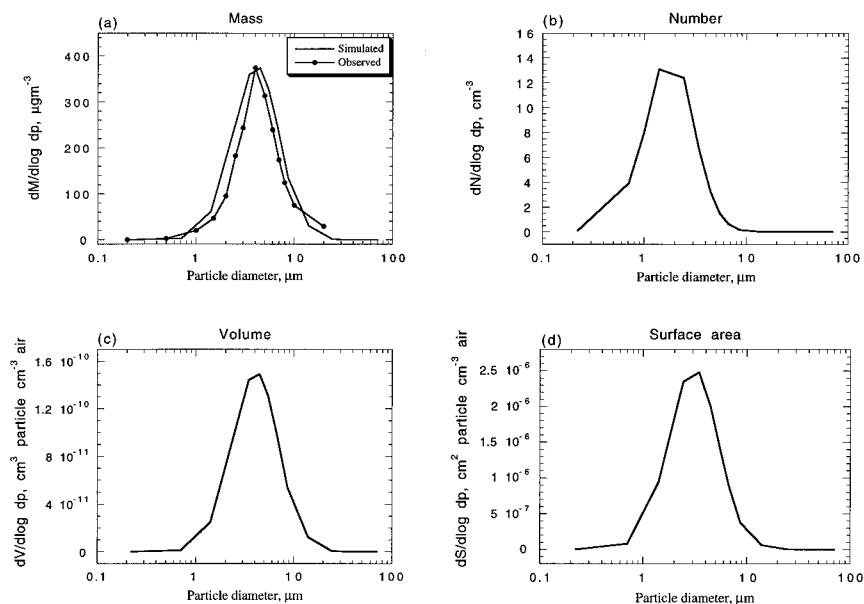 (a) Mass
dM/dlog dp, µgm⁻³
400
300
200
100
0
Simulated
Observed
0.1 1 10 100
Particle diameter, µm
(b) Number
dN/dlog dp, cm⁻³
16
14
12
10
8
6
4
2
0
0.1 1 10 100
Particle diameter, µm
(c) Volume
dV/dlog dp, cm³ particle cm⁻³ air
1.6 10⁻¹⁰
1.2 10⁻¹⁰
8 10⁻¹¹
4 10⁻¹¹
0
0.1 1 10 100
Particle diameter, µm
(d) Surface area
dS/dlog dp, cm² particle cm⁻³ air
2.5 10⁻⁶
2 10⁻⁶
1.5 10⁻⁶
1 10⁻⁶
5 10⁻⁷
0
0.1 1 10 100
Particle diameter, µm